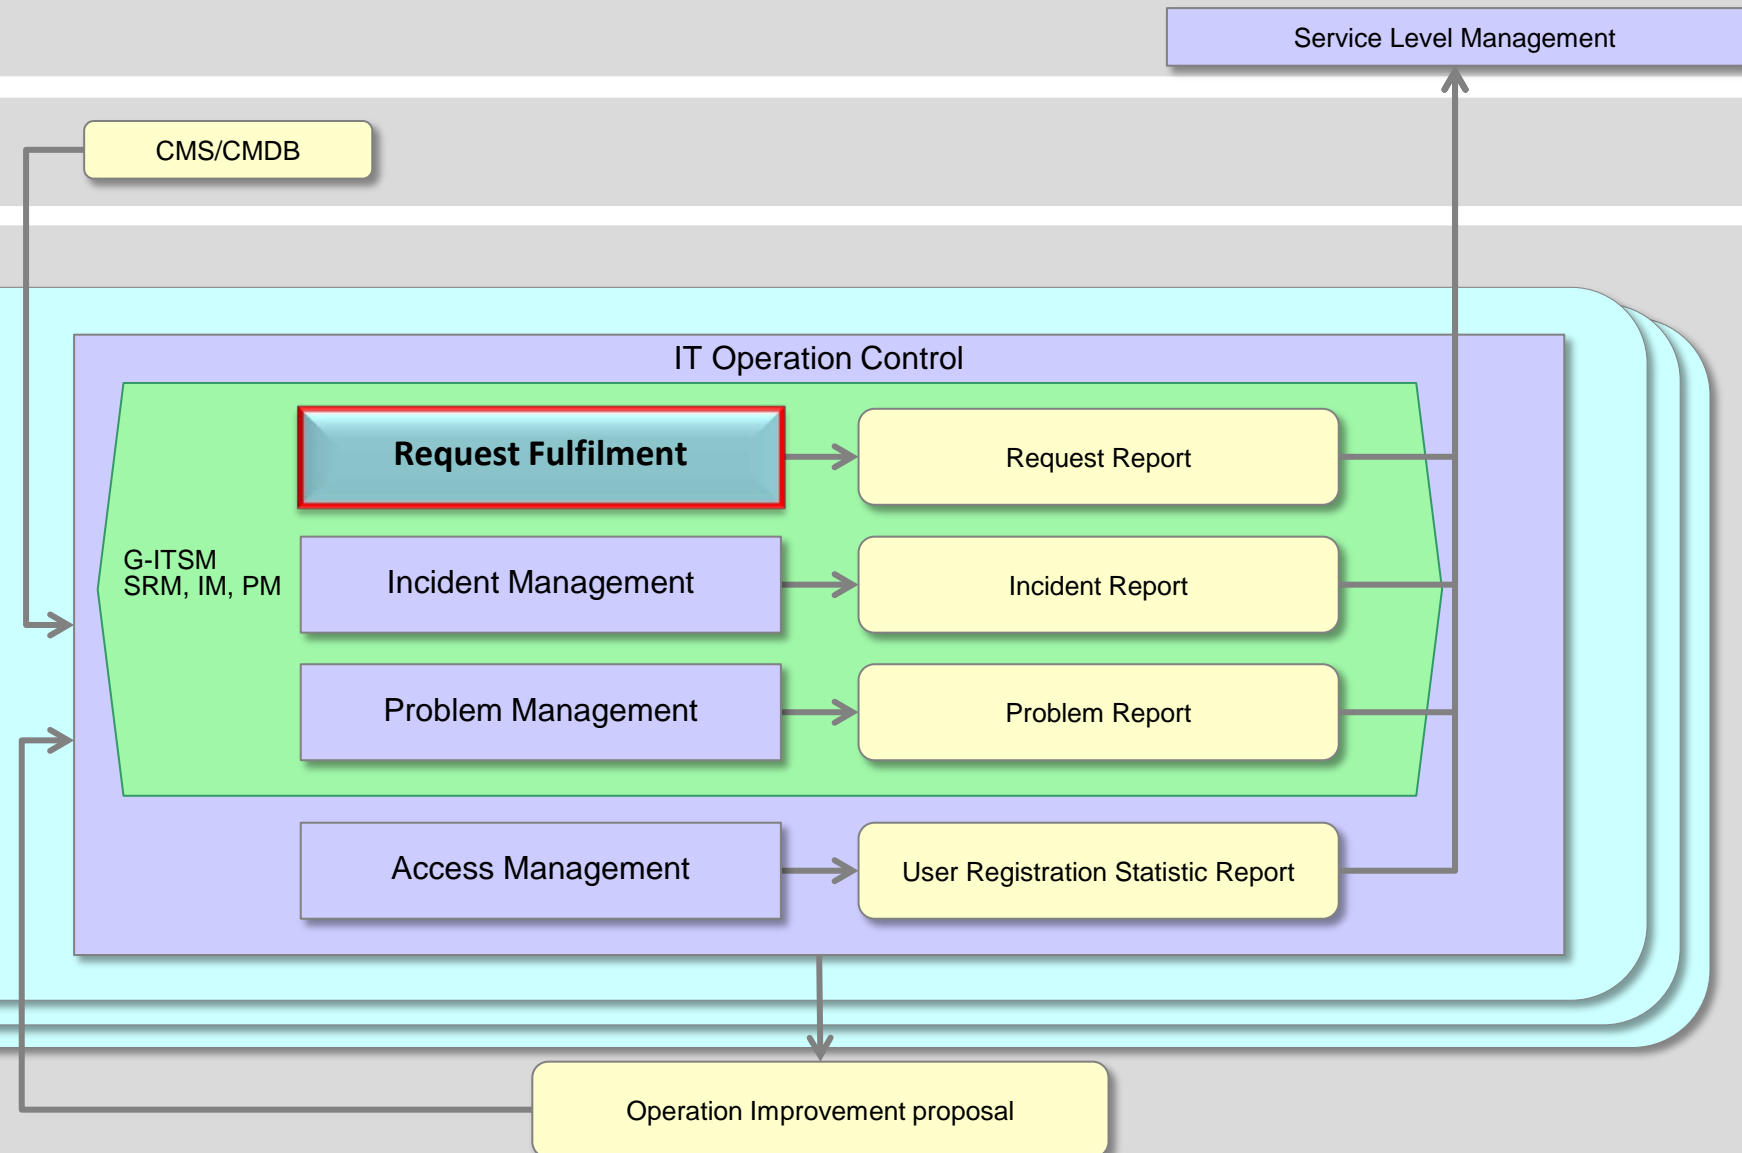 Service Level Management
CMS/CMDB
IT Operation Control
Request Fulfilment
Request Report
G-ITSM
SRM, IM, PM
Incident Management
Incident Report
Problem Management
Problem Report
Access Management
User Registration Statistic Report
Operation Improvement proposal